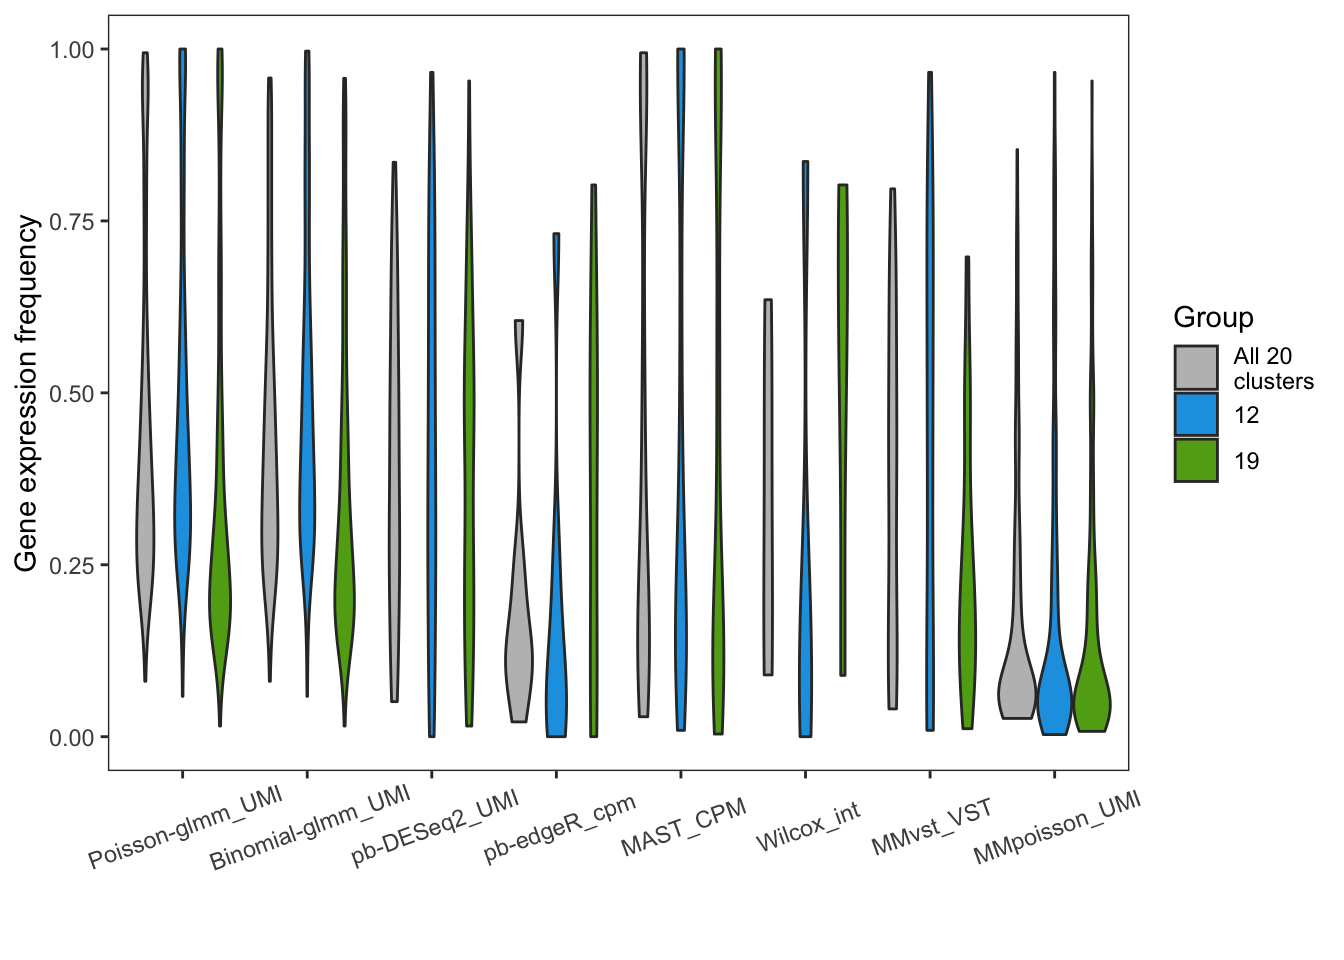 1.00
0.75
0.50
0.25
0.00
Gene expression frequency
Poisson-glmm_UMI
Binomial-glmm_UMI
pb-DESeq2_UMI
pb-edgeR_cpm
MAST_CPM
Wilcox_int
MMvst_VST
MMpoisson_UMI
Group
All 20
clusters
12
19